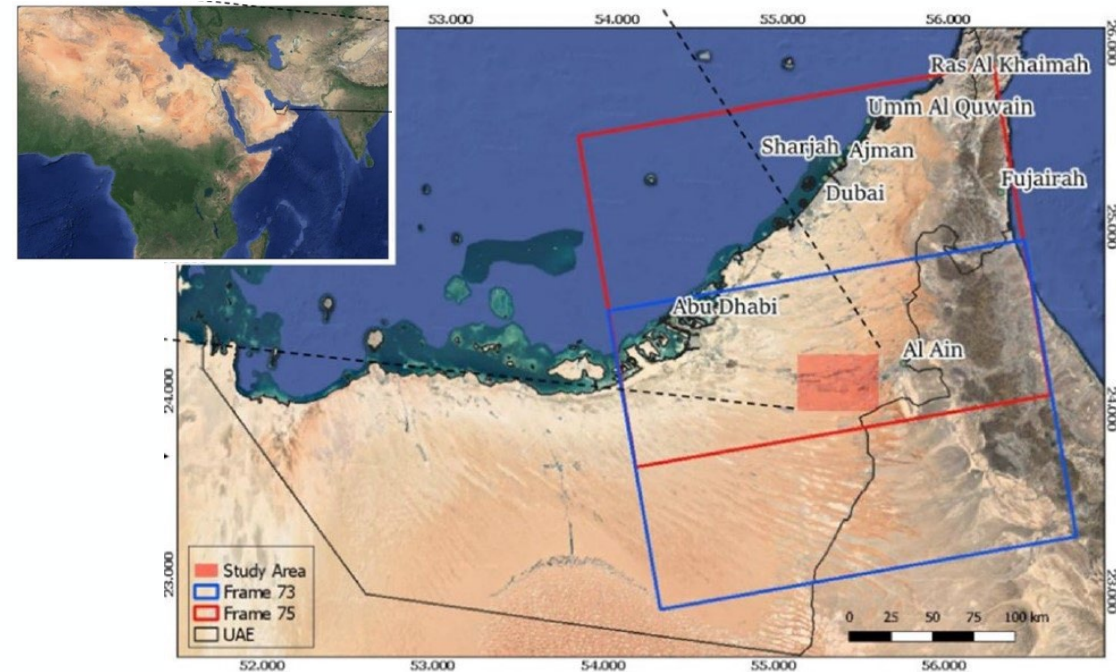 53.000 54.000 55.000 56.000
26.000
Ras Al Khaimah
Umm Al Quwain
Sharjah Ajman
Fujairah
Dubai
25.000
Abu Dhabi
Al Ain
24.000 24.000
Study Area
Frame 73
Frame 75
UAE
23.000 23.000
0 25 50 75 100 km
52.000 53.000 54.000 55.000 56.000